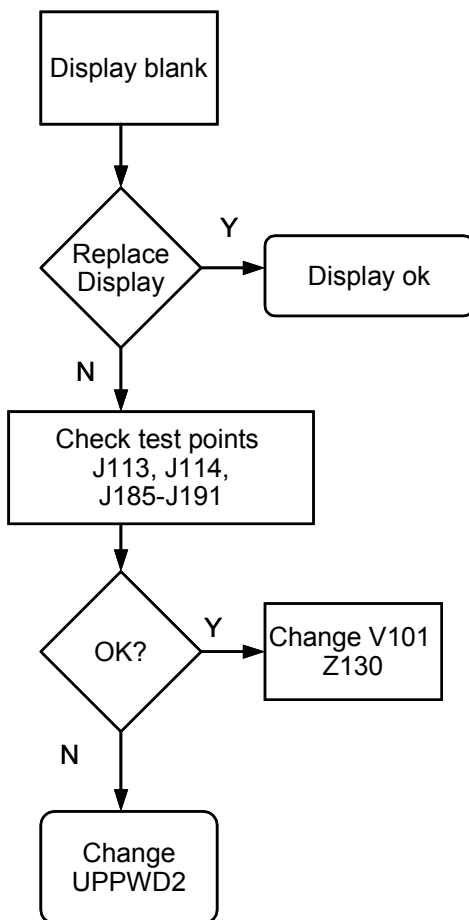 Display blank
Replace
Display
Y
Display ok
N
Check test points
J113, J114,
J185-J191
OK?
Y
Change V101
Z130
N
Change
UPPWD2